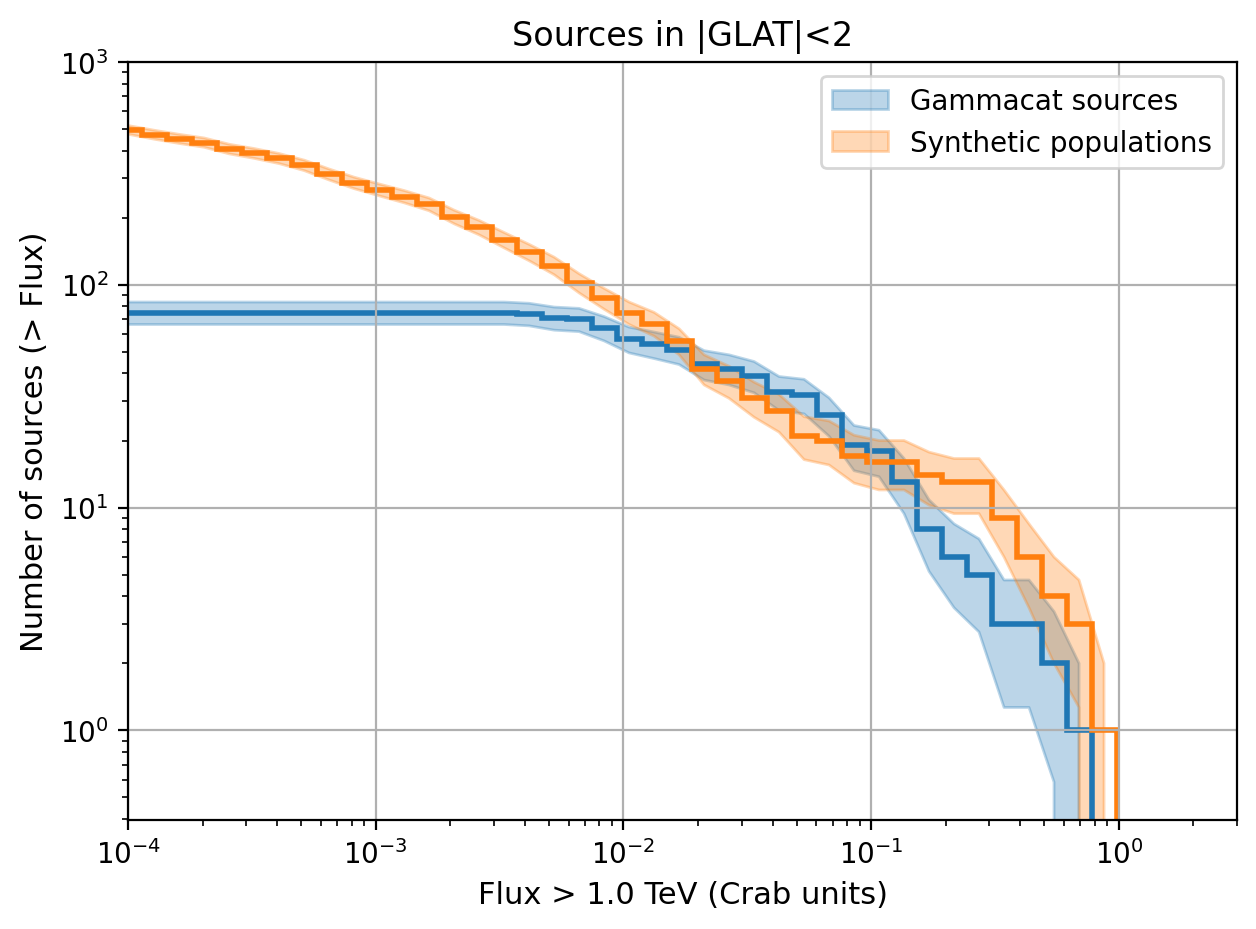 Sources in |GLAT|<2
Gammacat sources
Synthetic populations
Number of sources (> Flux)
10³
10²
10¹
10⁰
10⁻⁴
10⁻³
10⁻²
10⁻¹
10⁰
Flux > 1.0 TeV (Crab units)